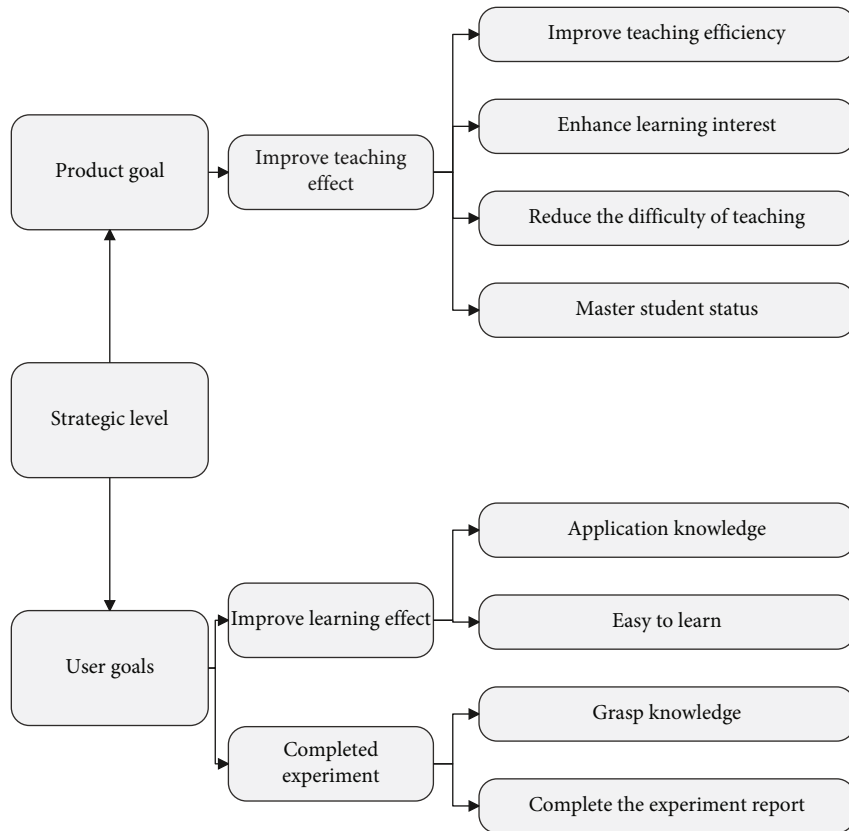 Improve teaching efficiency
Enhance learning interest
Product goal
Improve teaching
effect
Reduce the difficulty of teaching
Master student status
Strategic level
Application knowledge
Improve learning effect
Easy to learn
User goals
Grasp knowledge
Completed
experiment
Complete the experiment report